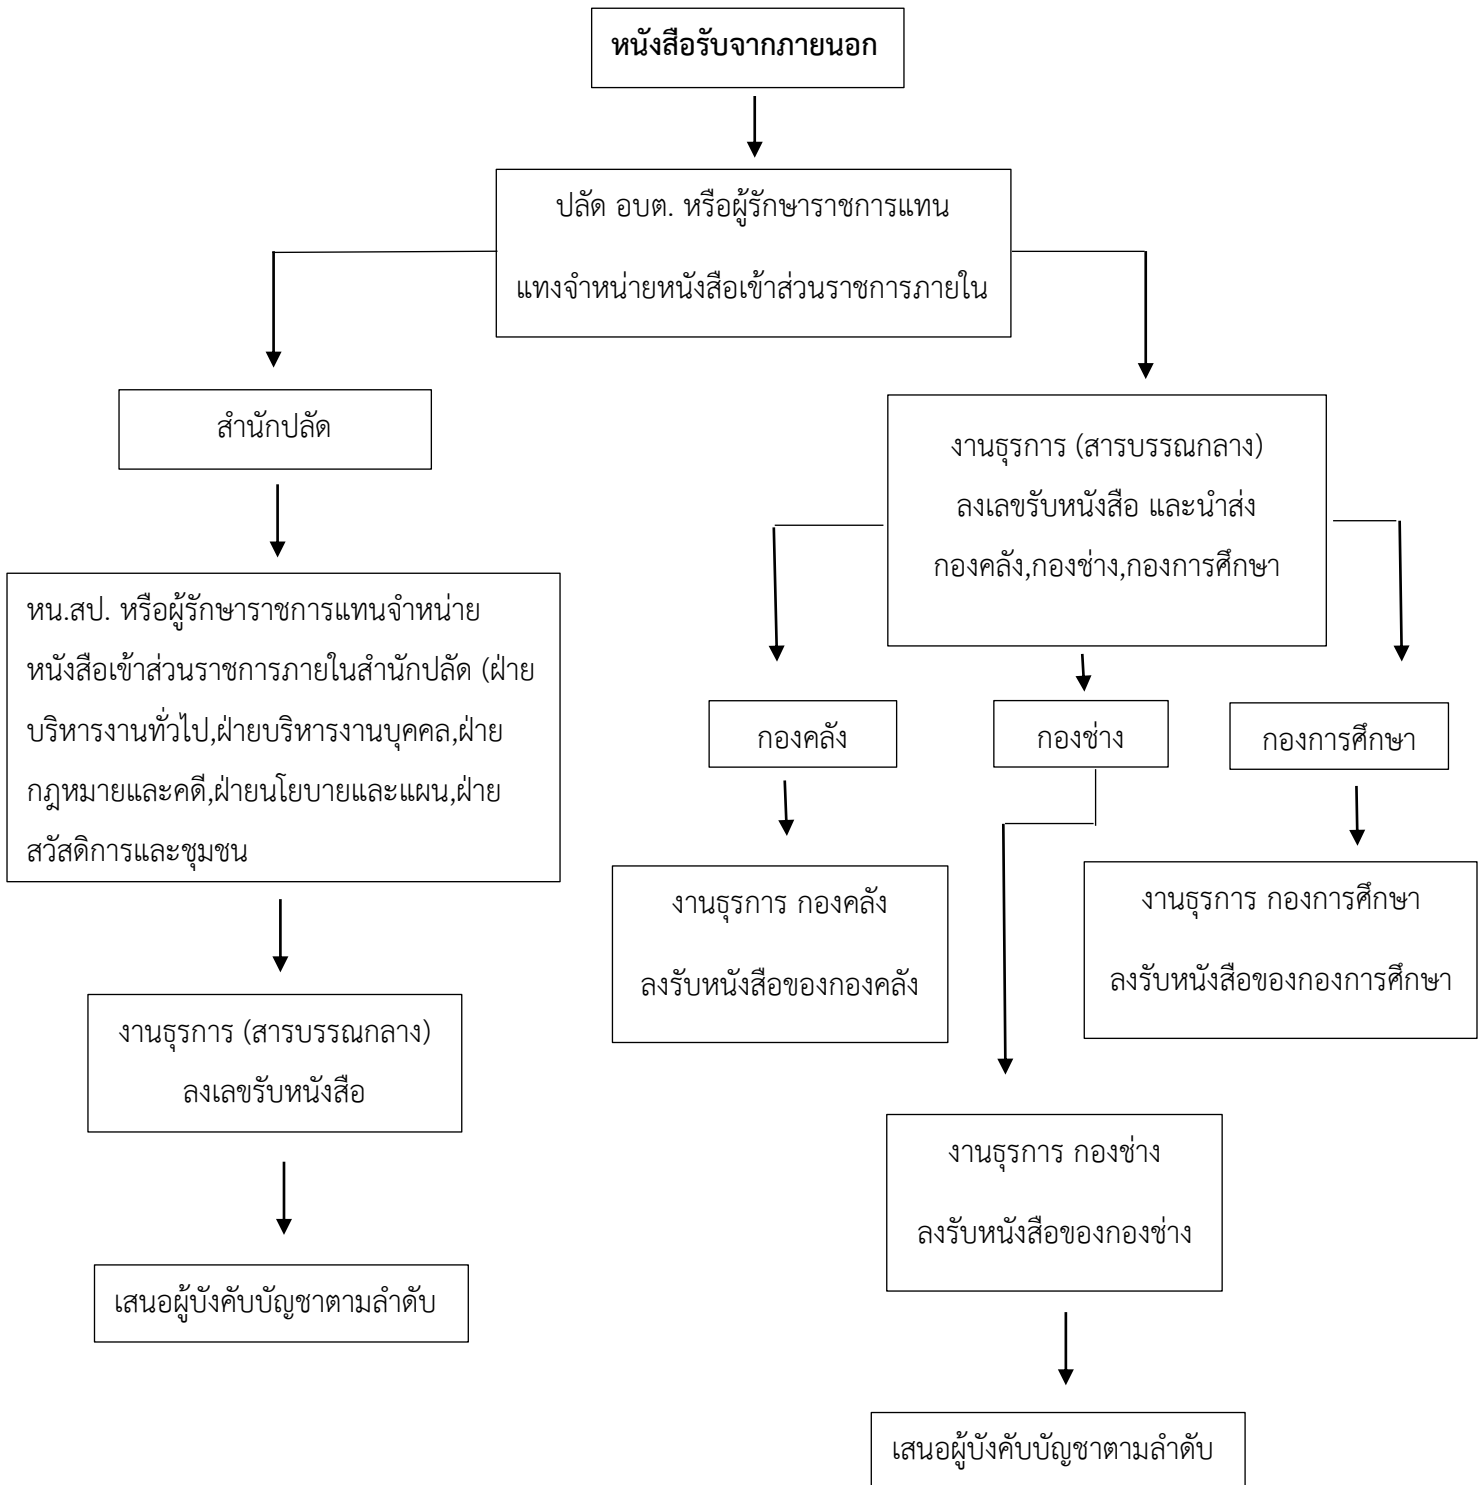 หนังสือรับจากภายนอก
ปลัด อบต. หรือผู้รักษาราชการแทน
แทงจำหน่ายหนังสือเข้าส่วนราชการภายใน
สำนักปลัด
งานธุรการ (สารบรรณกลาง)
ลงเลขรับหนังสือ และนำส่ง
กองคลัง,กองช่าง,กองการศึกษา
หน.สป. หรือผู้รักษาราชการแทนจำหน่าย
หนังสือเข้าส่วนราชการภายในสำนักปลัด (ฝ่าย
บริหารงานทั่วไป,ฝ่ายบริหารงานบุคคล,ฝ่าย
กฎหมายและคดี,ฝ่ายนโยบายและแผน,ฝ่าย
สวัสดิการและชุมชน
กองคลัง
กองช่าง
กองการศึกษา
งานธุรการ กองคลัง
ลงรับหนังสือของกองคลัง
งานธุรการ กองการศึกษา
ลงรับหนังสือของกองการศึกษา
งานธุรการ (สารบรรณกลาง)
ลงเลขรับหนังสือ
งานธุรการ กองช่าง
ลงรับหนังสือของกองช่าง
เสนอผู้บังคับบัญชาตามลำดับ
เสนอผู้บังคับบัญชาตามลำดับ